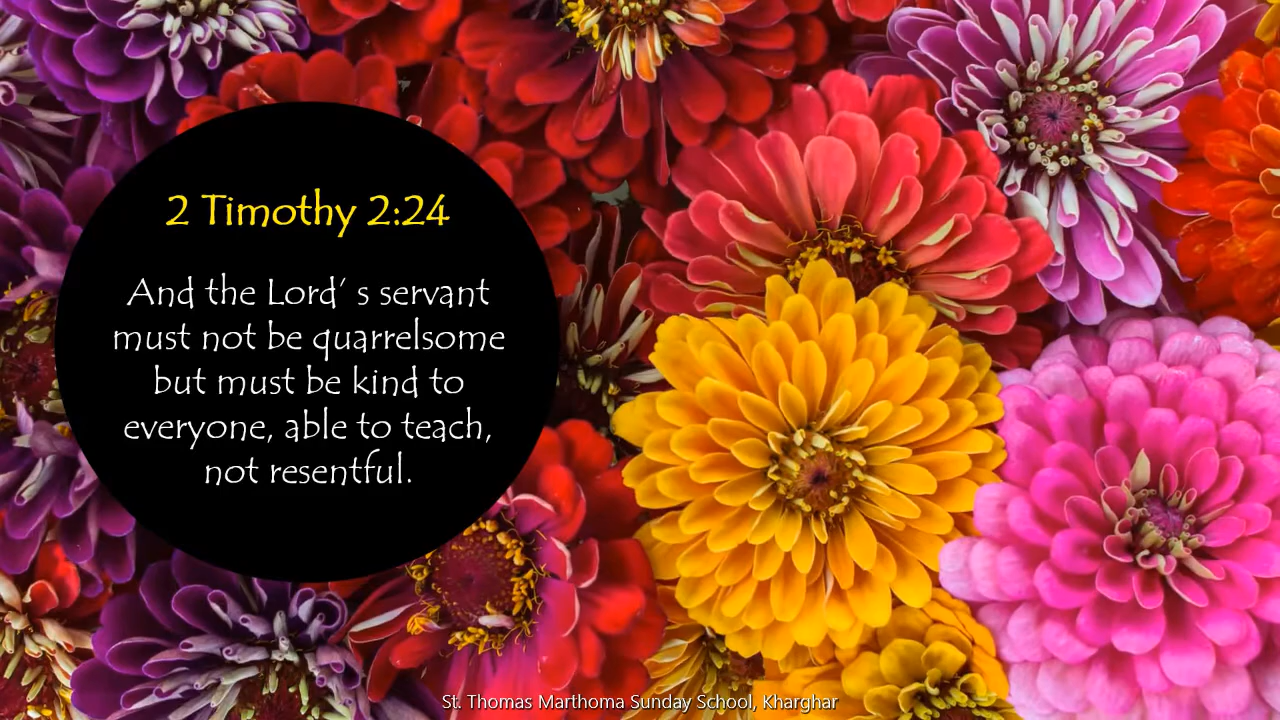 2 Timothy 2:24
And the Lord’ s servant
must not be quarrelsome
but must be kind to
everyone, able to teach,
not resentful.
St. Thomas Marthoma Sunday School, Kharghar